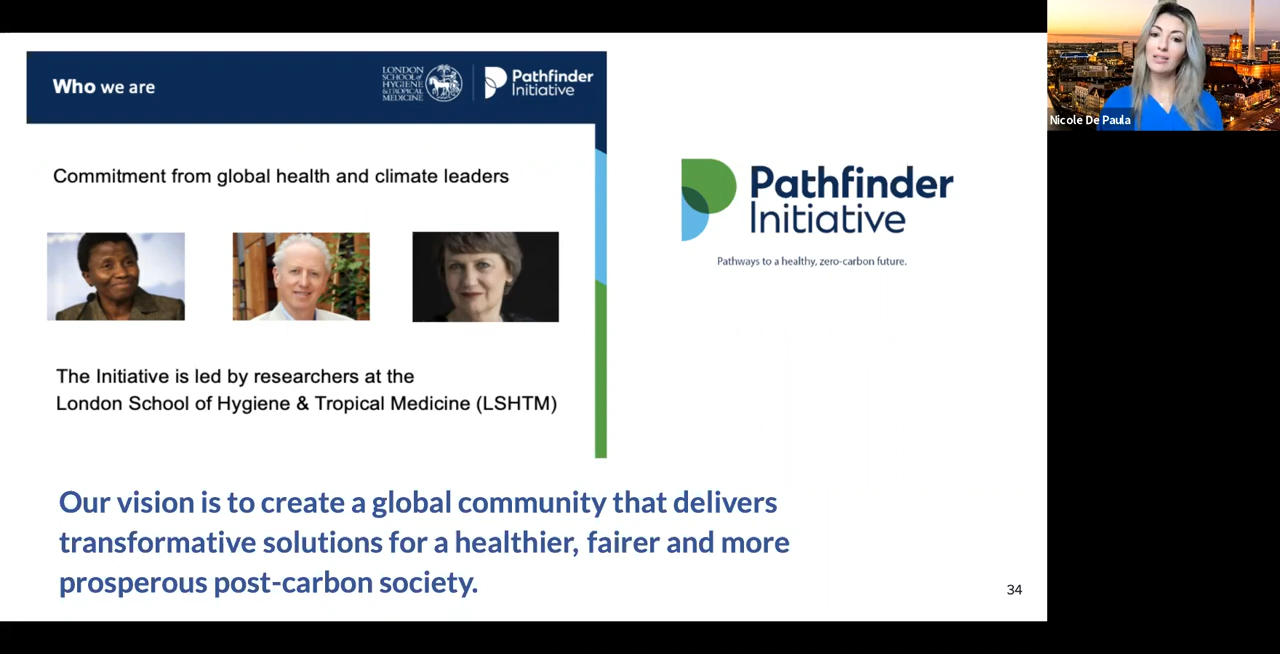 Who we are
LONDON
SCHOOL of
HYGIENE
& TROPICAL
MEDICINE
Pathfinder
Initiative
Commitment from global health and climate leaders
The Initiative is led by researchers at the
London School of Hygiene & Tropical Medicine (LSHTM)
Pathfinder
Initiative
Pathways to a healthy, zero-carbon future.
Our vision is to create a global community that delivers
transformative solutions for a healthier, fairer and more
prosperous post-carbon society.
34
Nicole De Paula